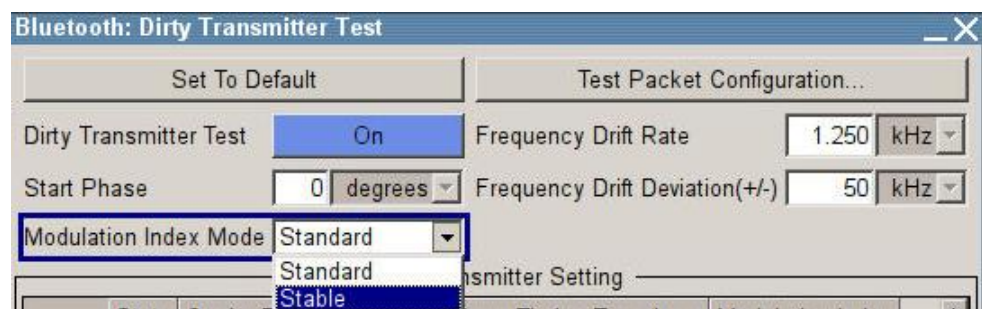 Bluetooth: Dirty Transmitter Test
Set To Default
Test Packet Configuration...
Dirty Transmitter Test On Frequency Drift Rate 1.250 kHz
Start Phase 0 degrees Frequency Drift Deviation(+/-) 50 kHz
Modulation Index Mode Standard
Standard
smitter Setting
Stable